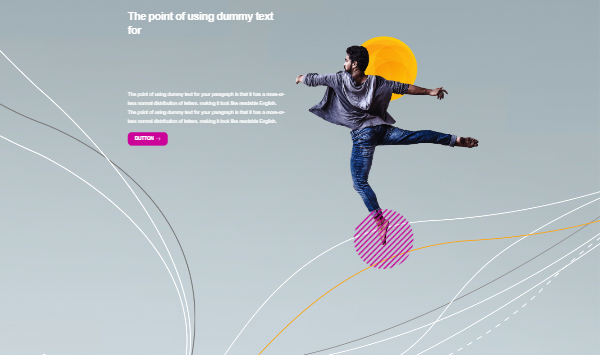 The point of using dummy text
for
The point of using dummy text for your paragraph is that it has a more-or-
less normal distribution of letters, making it look like readable English.
The point of using dummy text for your paragraph is that it has a more-or-
less normal distribution of letters, making it look like readable English.
BUTTON →